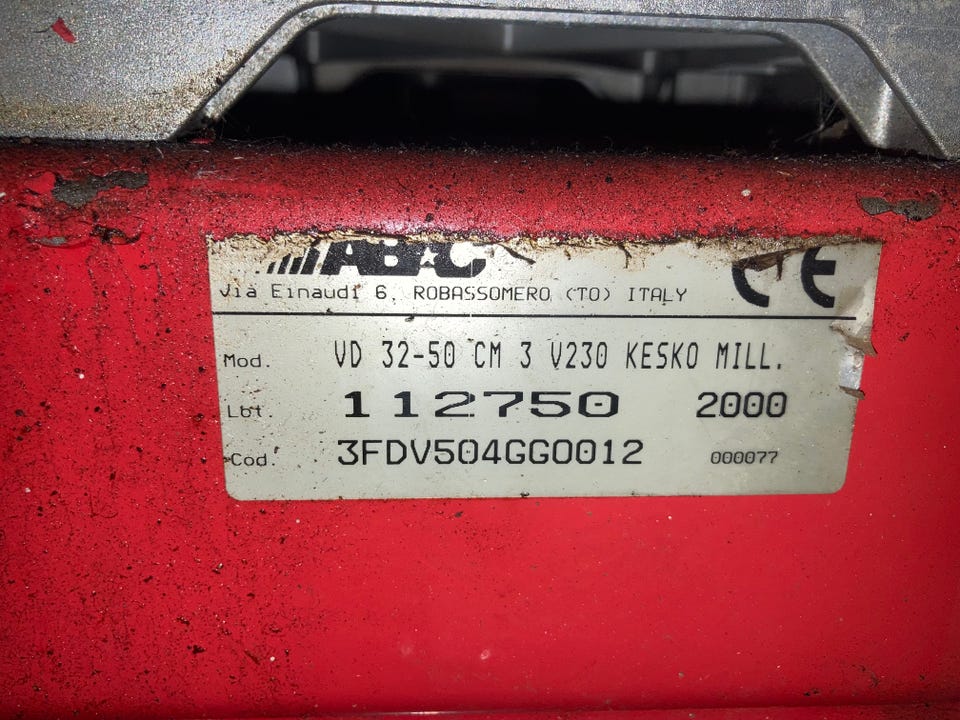 ABAC CE
Via Einaudi 6, ROBASSOMERO (TO) ITALY
Mod. VD 32-50 CM 3 V230 KESKO MILL.
Lot. 112750 2000
Cod. 3FDV504GG0012 000077